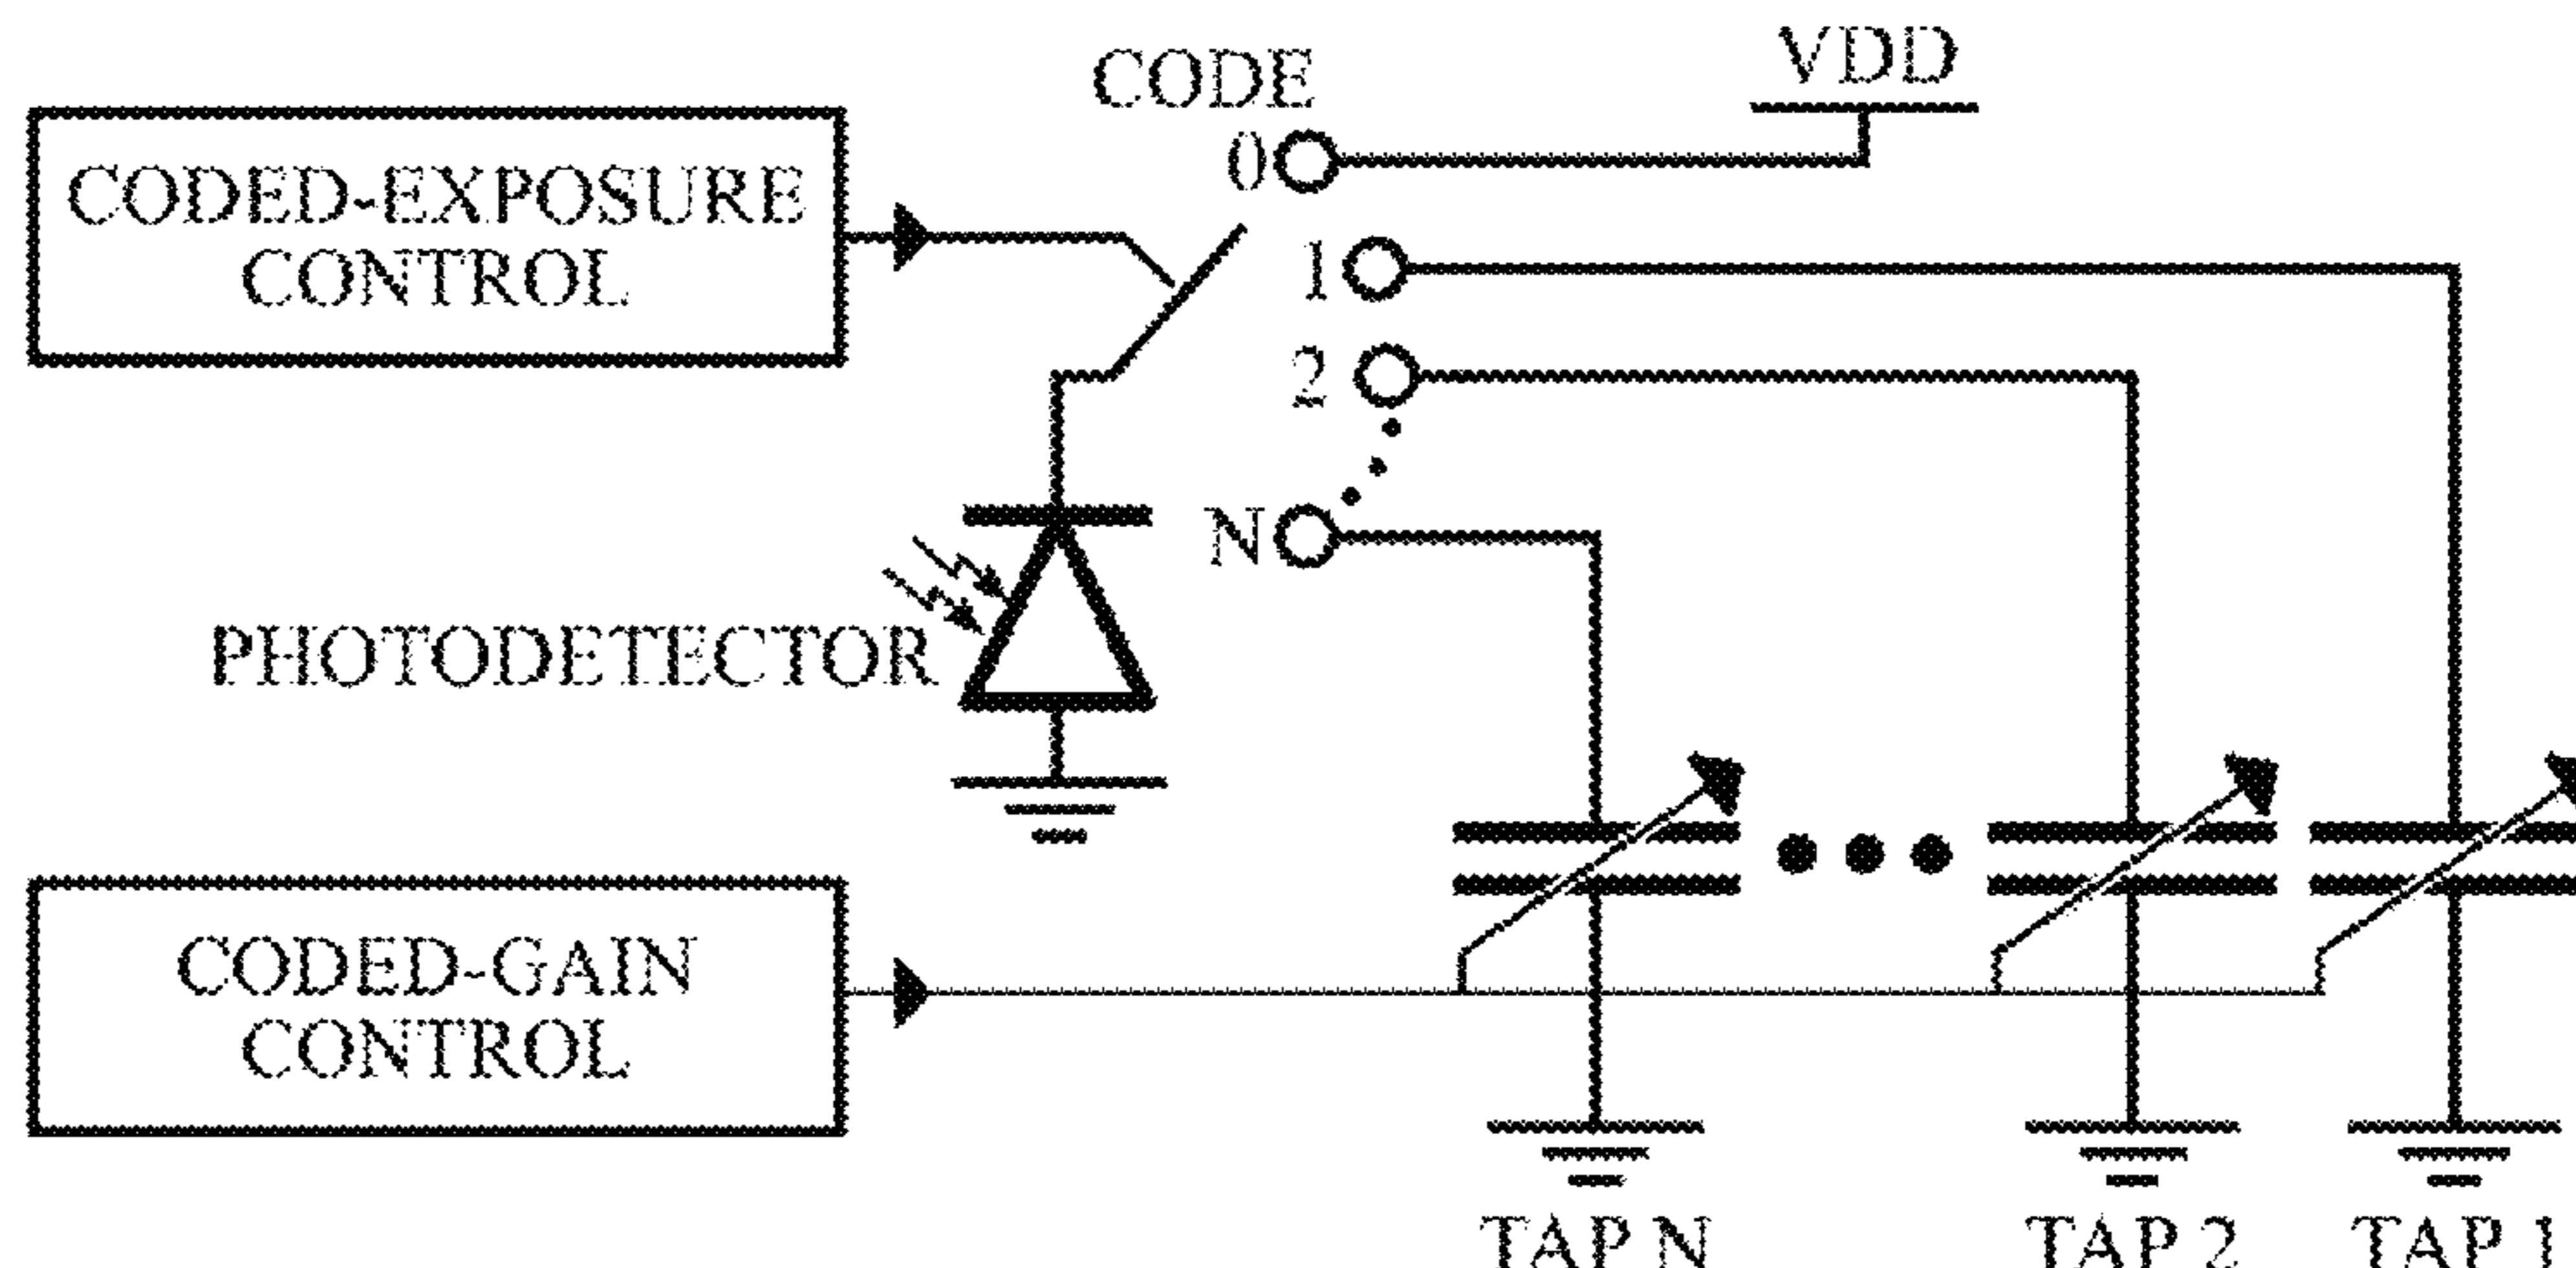 CODE
VDD
0
CODED-EXPOSURE
CONTROL
1
2
N
PHOTODETECTOR
CODED-GAIN
CONTROL
TAP N
TAP 2
TAP 1